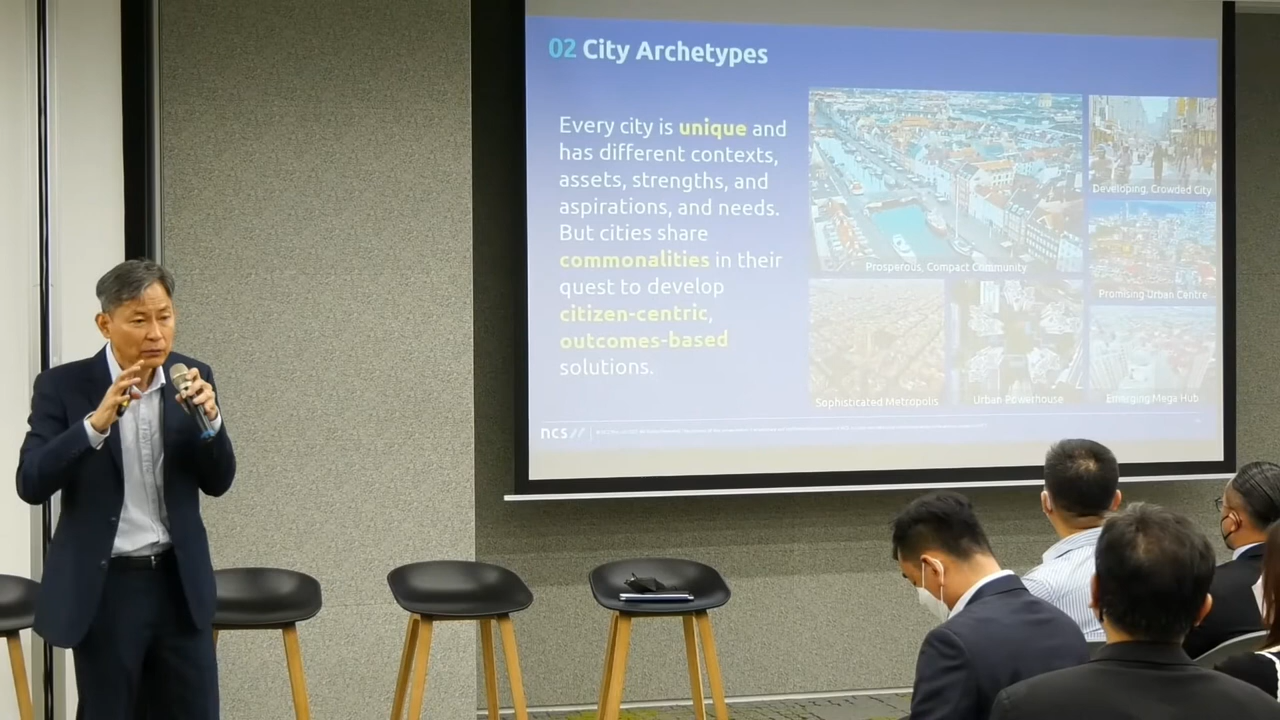 02 City Archetypes
Every city is unique and
has different contexts,
assets, strengths, and
aspirations, and needs.
But cities share
commonalities in their
quest to develop
citizen-centric,
outcomes-based
solutions.
Prosperous, Compact Community
Developing, Crowded City
Promising Urban Centre
Sophisticated Metropolis
Urban Powerhouse
Emerging Mega Hub
ncs//